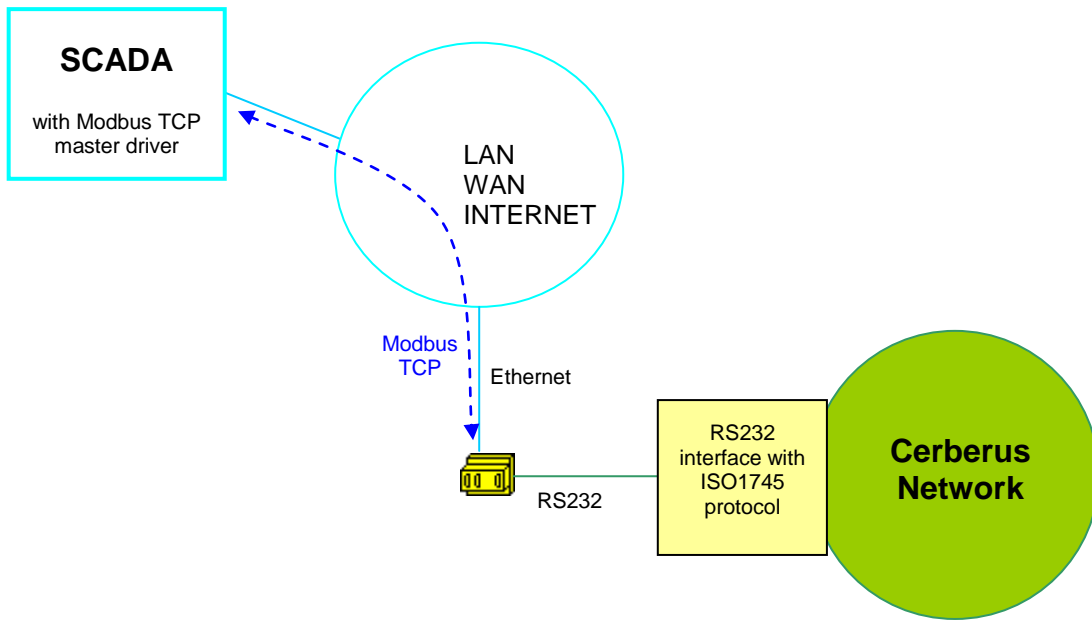 SCADA
with Modbus TCP
master driver
LAN
WAN
INTERNET
Modbus
TCP
Ethernet
RS232
RS232
interface with
ISO1745
protocol
Cerberus
Network